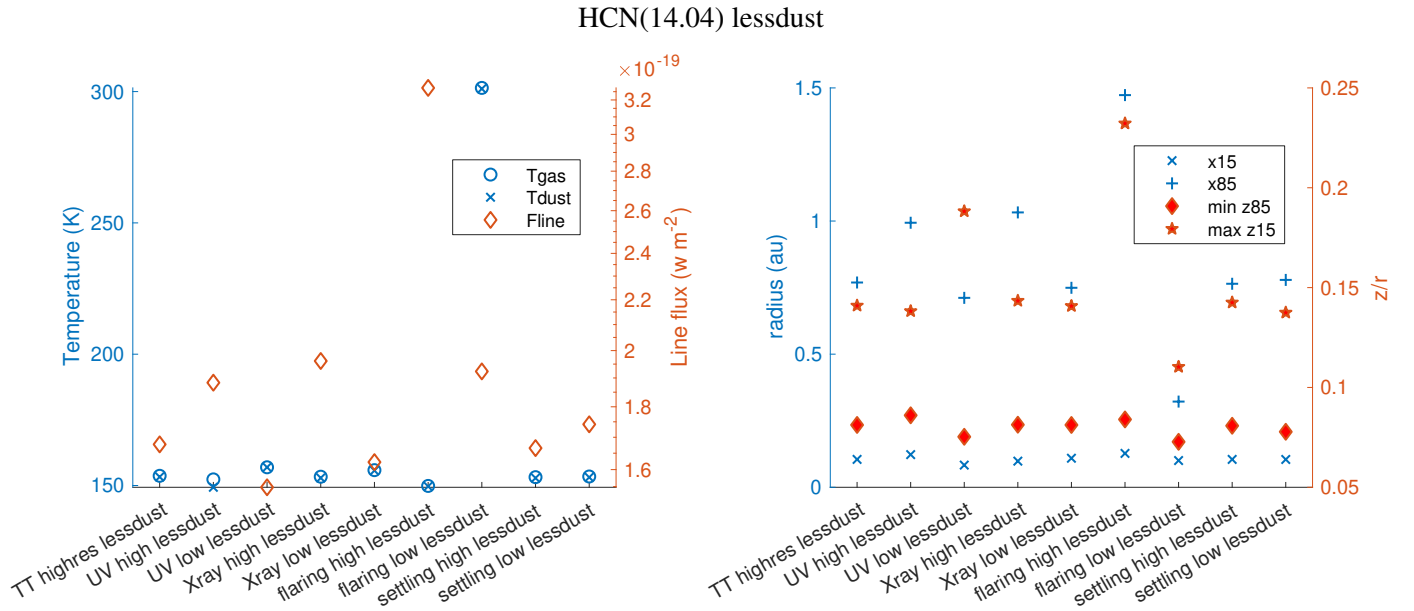 HCN(14.04) lessdust
×10-19
300
250
200
150
Temperature (K)
3.2
3
2.8
2.6
2.4
2.2
2
1.8
1.6
Line flux (w m-2)
Tgas
Tdust
Fline
TT highres lessdust
UV high lessdust
UV low lessdust
Xray high lessdust
Xray low lessdust
flaring high lessdust
flaring low lessdust
settling high lessdust
settling low lessdust
1.5
1
0.5
0
radius (au)
0.25
0.2
0.15
0.1
0.05
z/r
x15
x85
min z85
max z15
TT highres lessdust
UV high lessdust
UV low lessdust
Xray high lessdust
Xray low lessdust
flaring high lessdust
flaring low lessdust
settling high lessdust
settling low lessdust